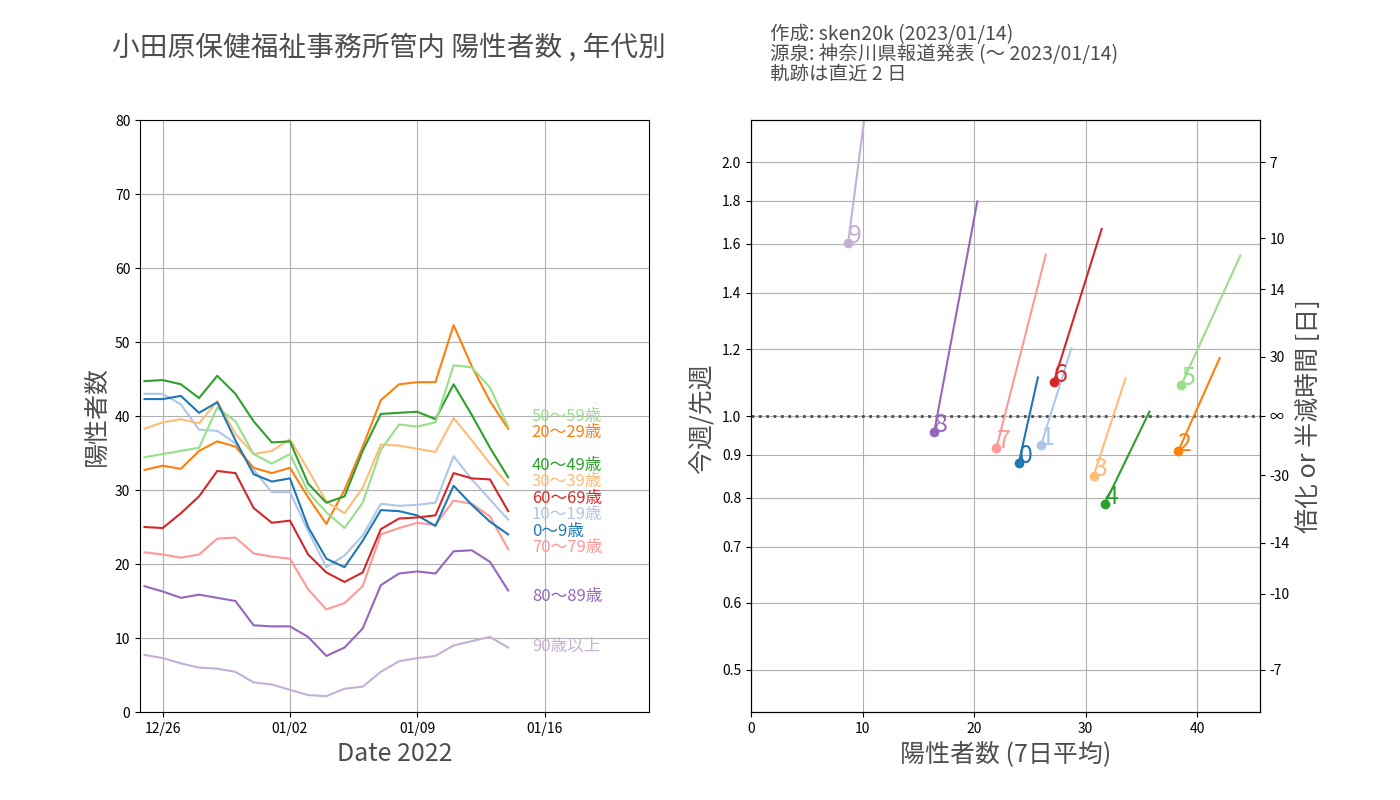 小田原保健福祉事務所管内 陽性者数 , 年代別
作成: sken20k (2023/01/14)
源泉: 神奈川県報道発表 (～ 2023/01/14)
軌跡は直近 2 日
陽性者数
80
70
60
50
40
30
20
10
0
50～59歳
20～29歳
40～49歳
30～39歳
60～69歳
10～19歳
0～9歳
70～79歳
80～89歳
90歳以上
12/26
01/02
01/09
01/16
Date 2022
今週/先週
2.0
1.8
1.6
1.4
1.2
1.0
0.9
0.8
0.7
0.6
0.5
9
8
7
0
1
6
3
4
5
2
7
10
14
30
∞
-30
-14
-10
-7
倍化 or 半減時間 [日]
0
10
20
30
40
陽性者数 (7日平均)